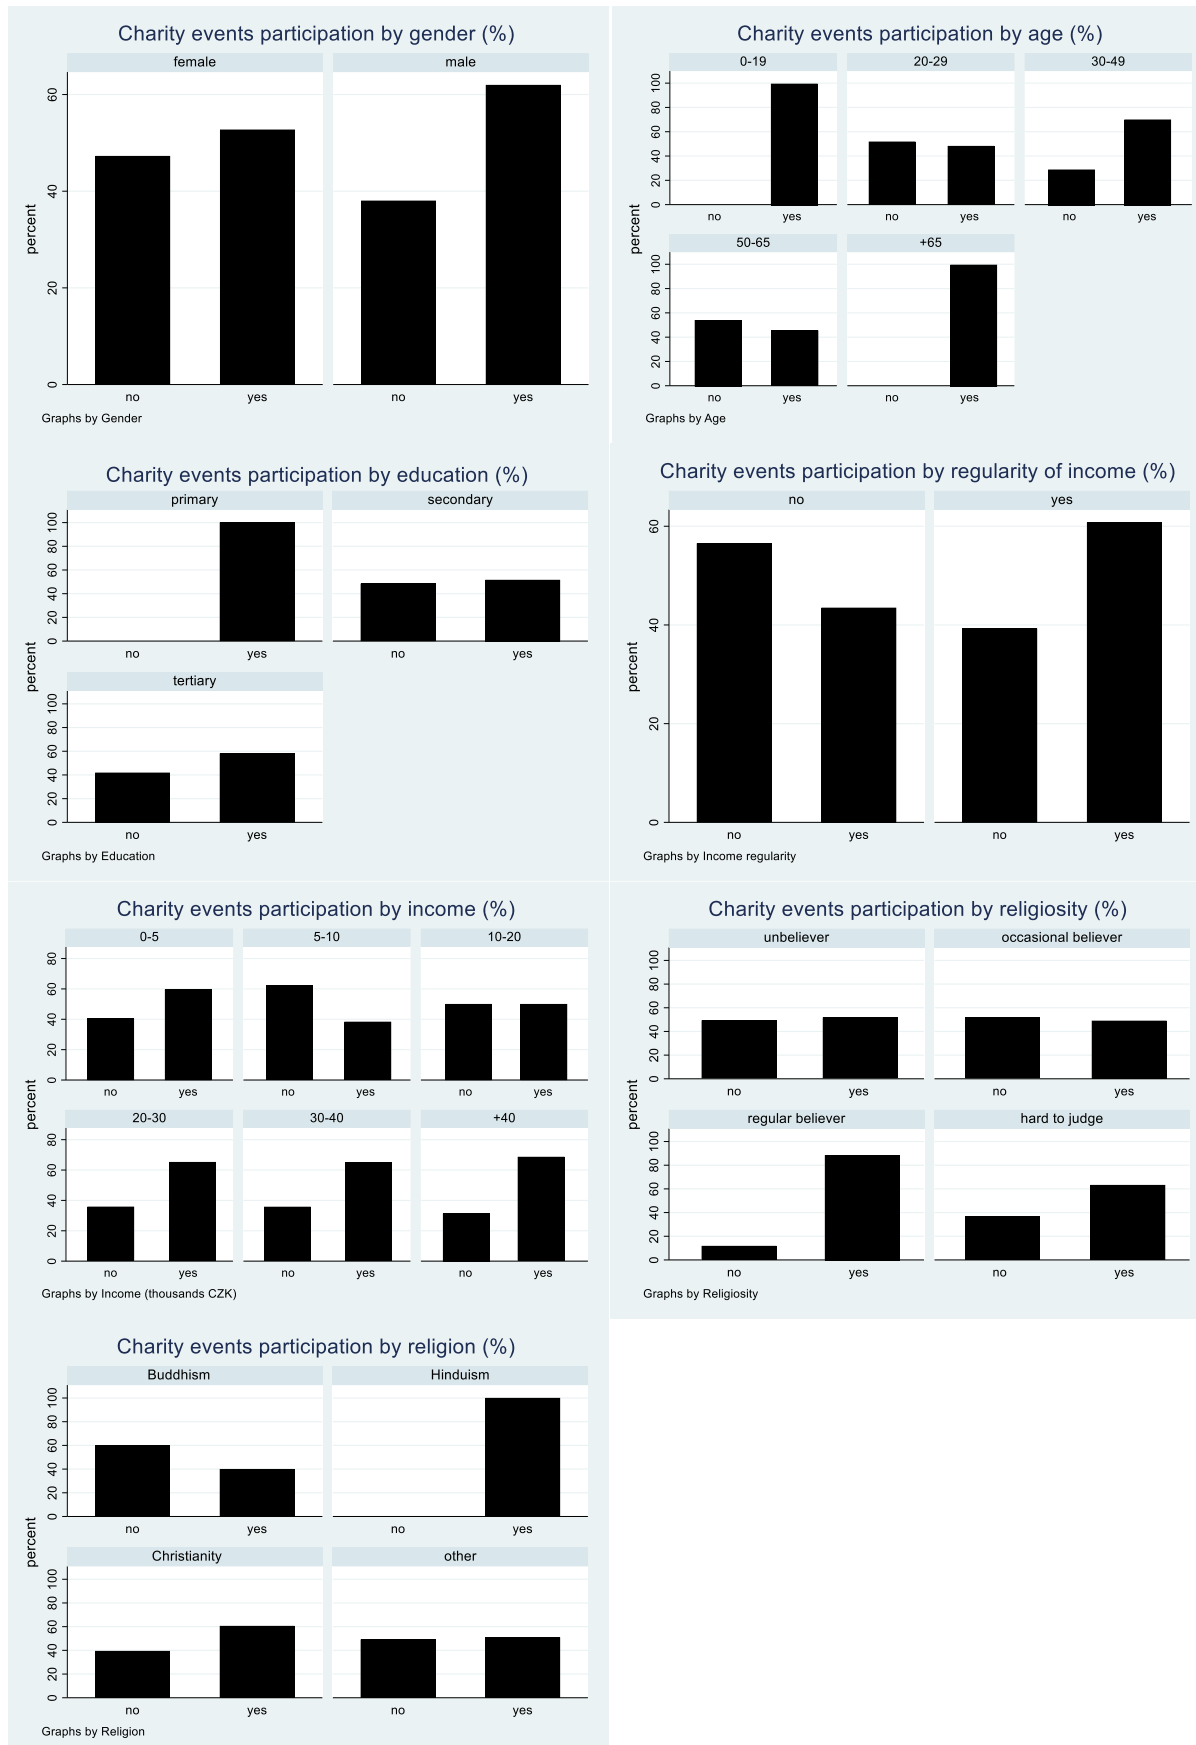 Charity events participation by gender (%)
female male
percent
0 20 40 60
no yes no yes
Graphs by Gender
Charity events participation by age (%)
0-19 20-29 30-49
percent
0 20 40 60 80 100
no yes no yes no yes
50-65 +65
0 20 40 60 80 100
no yes no yes
Graphs by Age
Charity events participation by education (%)
primary secondary
percent
0 20 40 60 80 100
no yes no yes
tertiary
0 20 40 60 80 100
no yes
Graphs by Education
Charity events participation by regularity of income (%)
no yes
percent
0 20 40 60
no yes no yes
Graphs by Income regularity
Charity events participation by income (%)
0-5 5-10 10-20
percent
0 20 40 60 80
no yes no yes no yes
20-30 30-40 +40
0 20 40 60 80
no yes no yes no yes
Graphs by Income (thousands CZK)
Charity events participation by religiosity (%)
unbeliever occasional believer
percent
0 20 40 60 80 100
no yes no yes
regular believer hard to judge
0 20 40 60 80 100
no yes no yes
Graphs by Religiosity
Charity events participation by religion (%)
Buddhism Hinduism
percent
0 20 40 60 80 100
no yes no yes
Christianity other
0 20 40 60 80 100
no yes no yes
Graphs by Religion